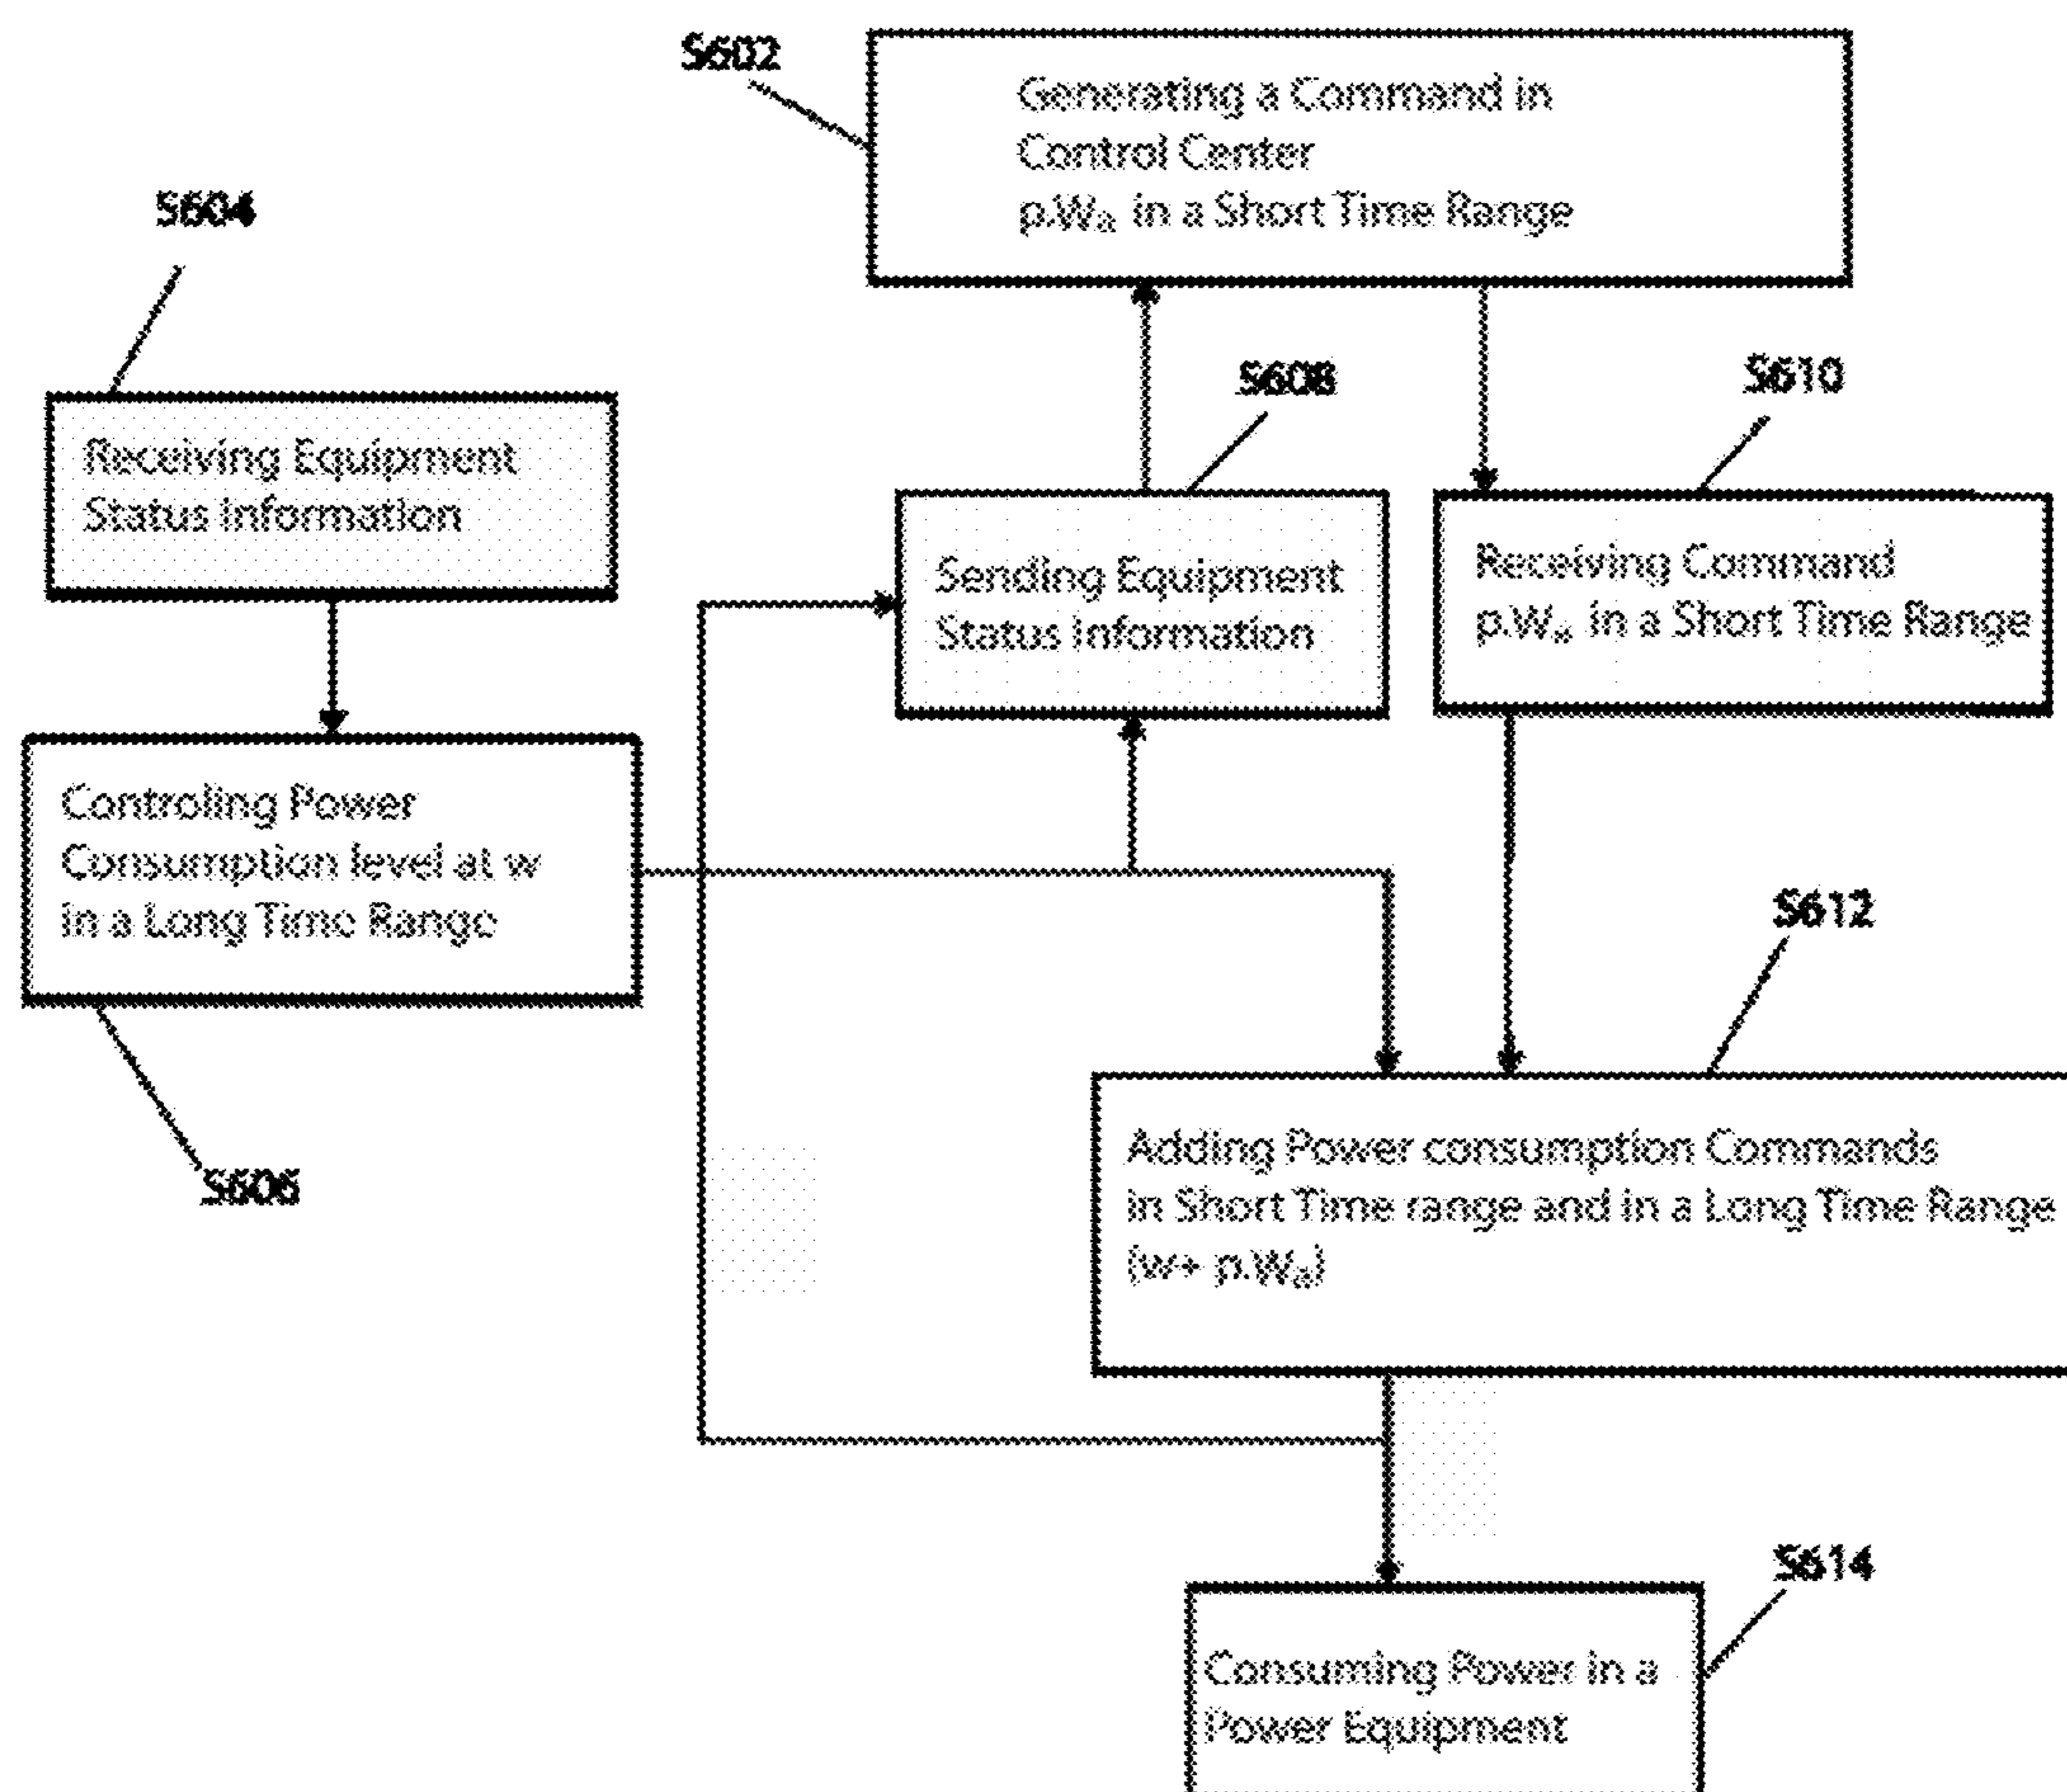 S602
Generating a Command in
Control Center
p.Wₐ in a Short Time Range
S604
Receiving Equipment
Status Information
S608
S610
Sending Equipment
Status Information
Receiving Command
p.Wₐ in a Short Time Range
Controling Power
Consumption level at w
in a Long Time Range
S606
S612
Adding Power consumption Commands
in Short Time range and in a Long Time Range
(w+ p.Wₐ)
S614
Consuming Power in a
Power Equipment